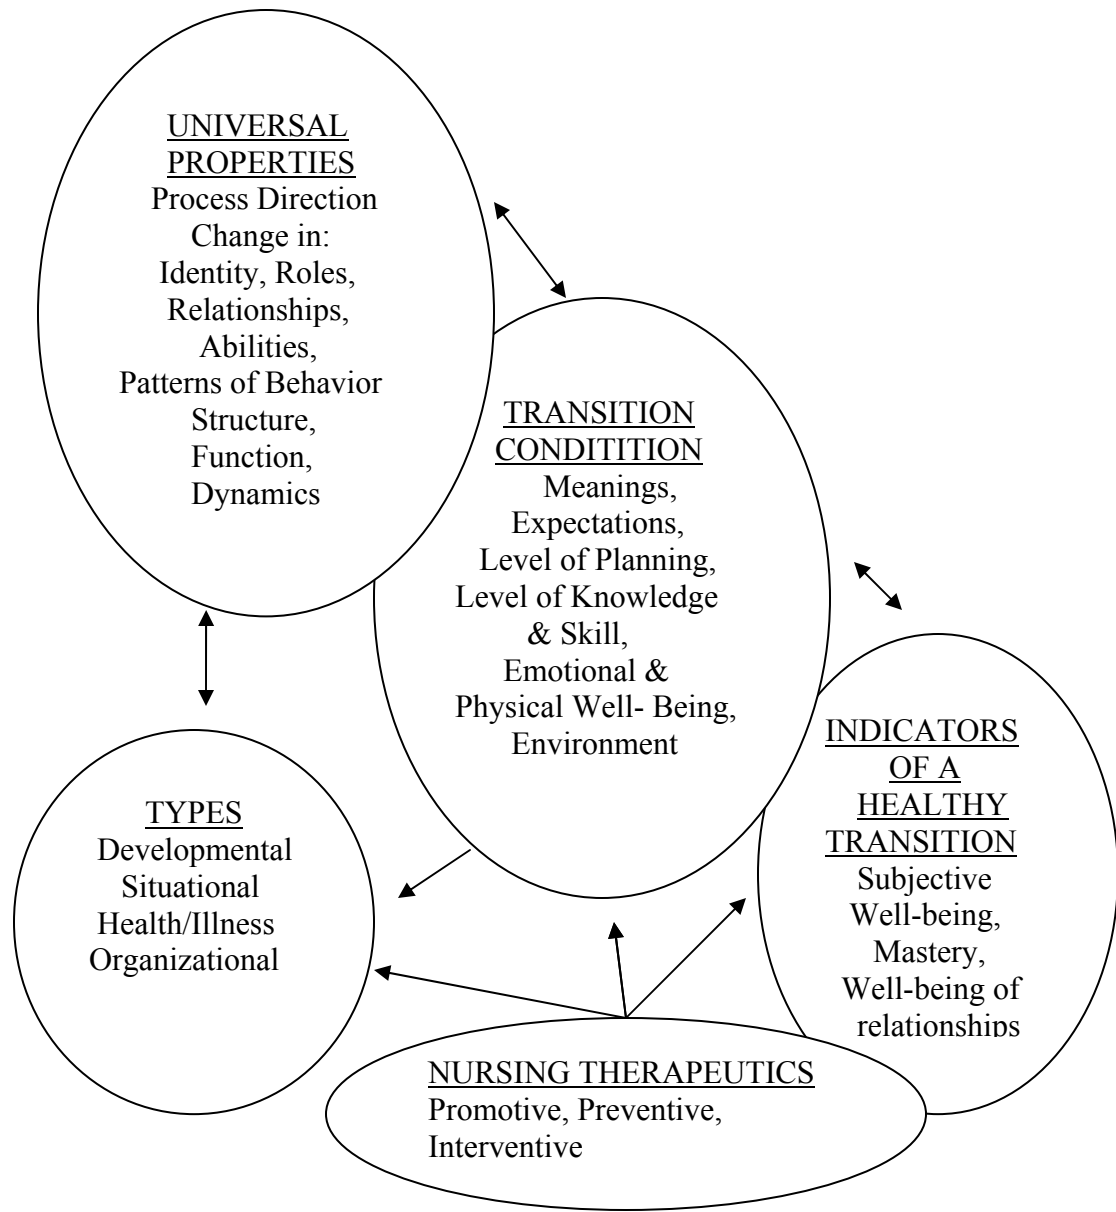 UNIVERSAL
PROPERTIES
Process Direction
Change in:
Identity, Roles,
Relationships,
Abilities,
Patterns of Behavior
Structure,
Function,
Dynamics
TRANSITION
CONDITITION
Meanings,
Expectations,
Level of Planning,
Level of Knowledge
& Skill,
Emotional &
Physical Well- Being,
Environment
INDICATORS
OF A
HEALTHY
TRANSITION
Subjective
Well-being,
Mastery,
Well-being of
relationships
TYPES
Developmental
Situational
Health/Illness
Organizational
NURSING THERAPEUTICS
Promotive, Preventive,
Interventive